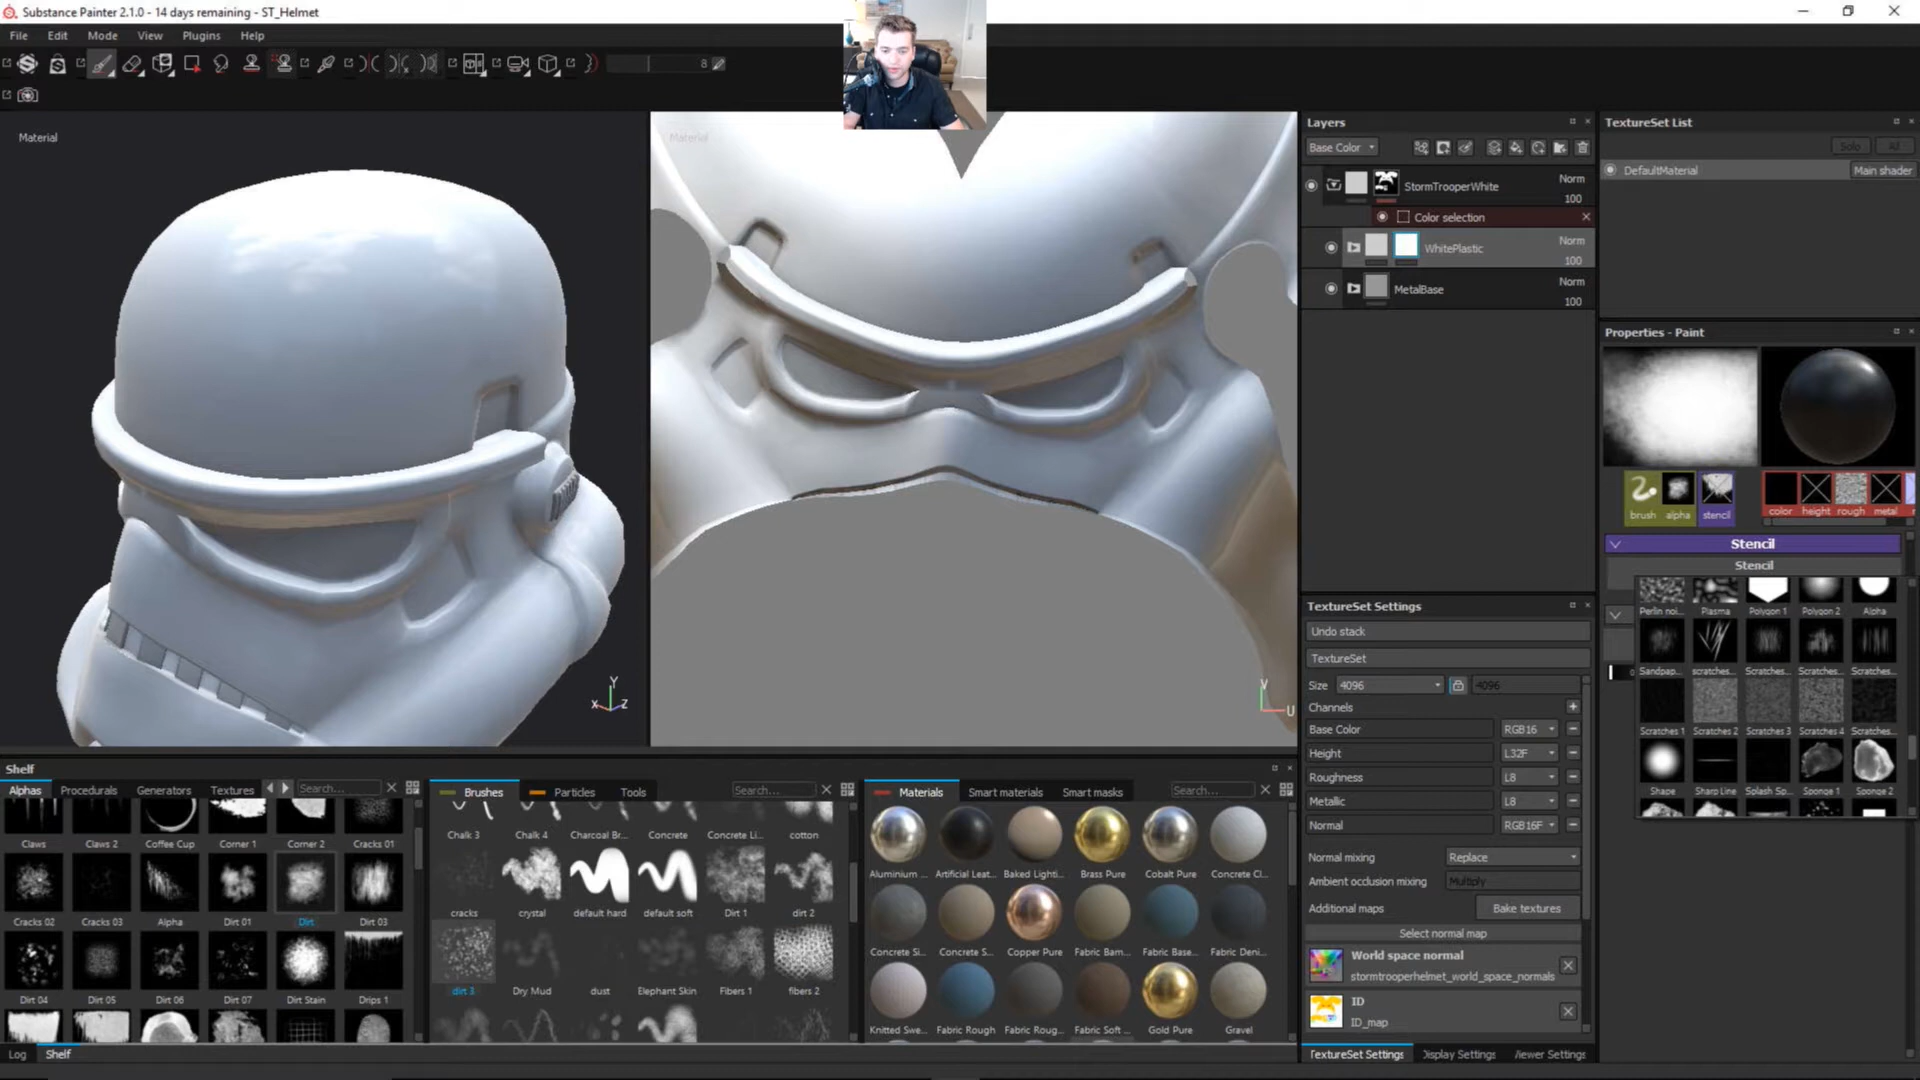 Substance Painter 2.1.0 - 14 days remaining - ST_Helmet
File Edit Mode View Plugins Help
8
Material
Material
X Y Z
V U
Layers
Base Color
StormTrooperWhite Norm 100
Color selection
WhitePlastic Norm 100
MetalBase Norm 100
TextureSet List
Solo All
DefaultMaterial Main shader
Properties - Paint
brush alpha stencil color height rough metal
Stencil
Stencil
Perlin noi... Plasma Polygon 1 Polygon 2 Alpha
Sandpap... scratches... Scratches... Scratches... Scratches...
Scratches 1 Scratches 2 Scratches 3 Scratches 4 Scratches...
Shape Sharp Line Splash Sp... Sponge 1 Sponge 2
TextureSet Settings
Undo stack
TextureSet
Size 4096 4096
Channels
Base Color RGB16
Height L32F
Roughness L8
Metallic L8
Normal RGB16F
Normal mixing Replace
Ambient occlusion mixing Multiply
Additional maps Bake textures
Select normal map
World space normal
stormtrooperhelmet_world_space_normals
ID
ID_map
TextureSet Settings Display Settings Viewer Settings
Shelf
Alphas Procedurals Generators Textures Search...
Claws Claws 2 Coffee Cup Corner 1 Corner 2 Cracks 01
Cracks 02 Cracks 03 Alpha Dirt 01 Dirt Dirt 03
Dirt 04 Dirt 05 Dirt 06 Dirt 07 Dirt Stain Drips 1
Brushes Particles Tools Search...
Chalk 3 Chalk 4 Charcoal Br... Concrete Concrete Li... cotton
cracks crystal default hard default soft Dirt 1 dirt 2
dirt 3 Dry Mud dust Elephant Skin Fibers 1 fibers 2
Materials Smart materials Smart masks Search...
Aluminium ... Artificial Leat... Baked Lighti... Brass Pure Cobalt Pure Concrete Cl...
Concrete Si... Concrete S... Copper Pure Fabric Bam... Fabric Base... Fabric Deni...
Knitted Swe... Fabric Rough Fabric Roug... Fabric Soft ... Gold Pure Gravel
Log Shelf